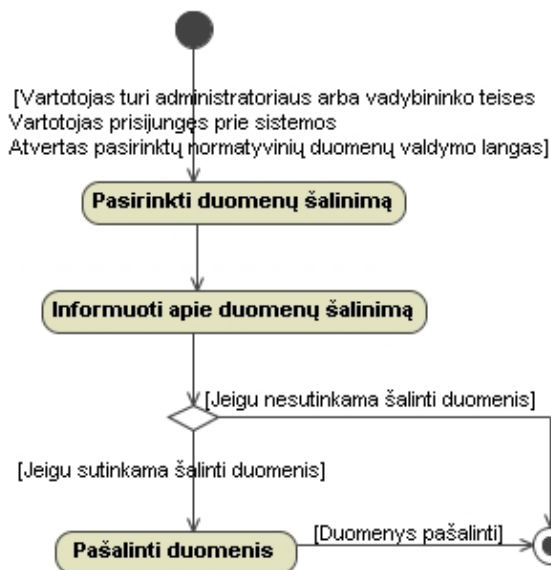 [Vartotojas turi administratoriaus arba vadybininko teises
Vartotojas prisijungęs prie sistemos
Atvertas pasirinktų normatyvinių duomenų valdymo langas]
Pasirinkti duomenų šalinimą
Informuoti apie duomenų šalinimą
[Jeigu nesutinkama šalinti duomenis]
[Jeigu sutinkama šalinti duomenis]
[Duomenys pašalinti]
Pašalinti duomenis